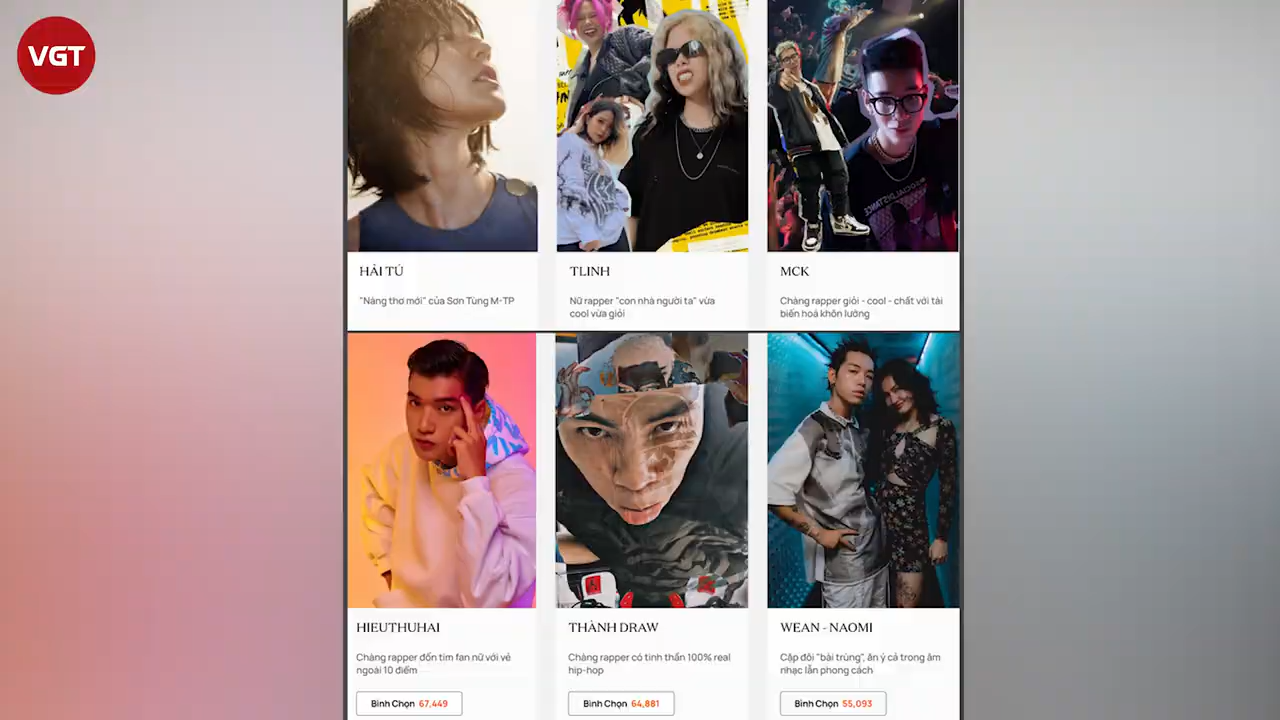 VGT
HẢI TÚ
TLINH
MCK
"Nàng thơ mới" của Sơn Tùng M-TP
Nữ rapper "con nhà người ta" vừa
cool vừa giỏi
Chàng rapper giỏi - cool - chất với tài
biến hoá khôn lường
HIEUTHUHAI
THÀNH DRAW
WEAN - NAOMI
Chàng rapper đốn tim fan nữ với vẻ
ngoài 10 điểm
Chàng rapper có tinh thần 100% real
hip-hop
Cặp đôi "bài trùng", ăn ý cả trong âm
nhạc lẫn phong cách
Bình Chọn 67,449
Bình Chọn 64,881
Bình Chọn 55,093